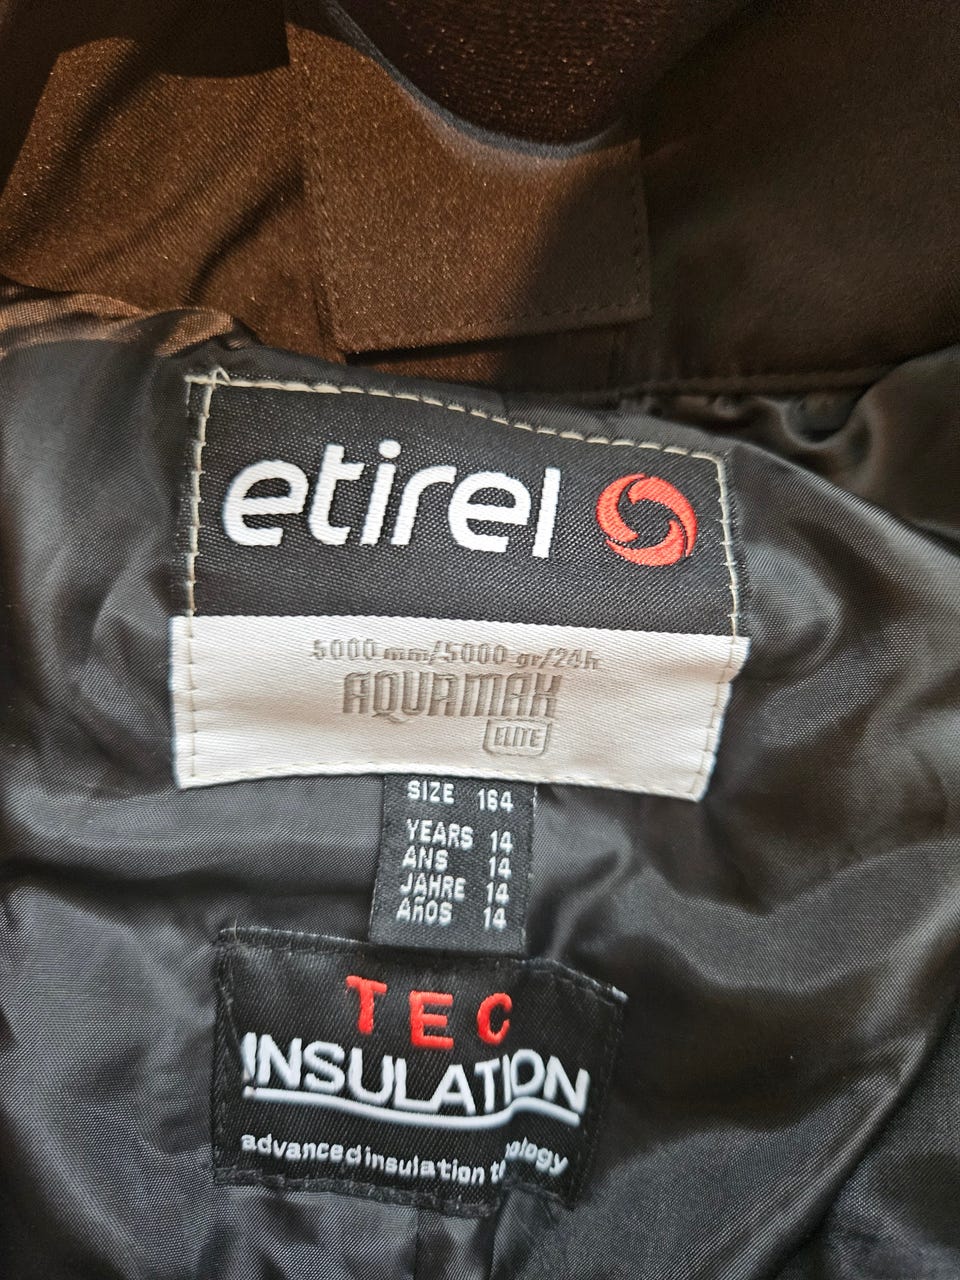 etirel
5000 mm/5000 gr/24h
AQUAMAX
ELITE
SIZE 164
YEARS 14
ANS 14
JAHRE 14
AÑOS 14
TEC
INSULATION
advanced insulation